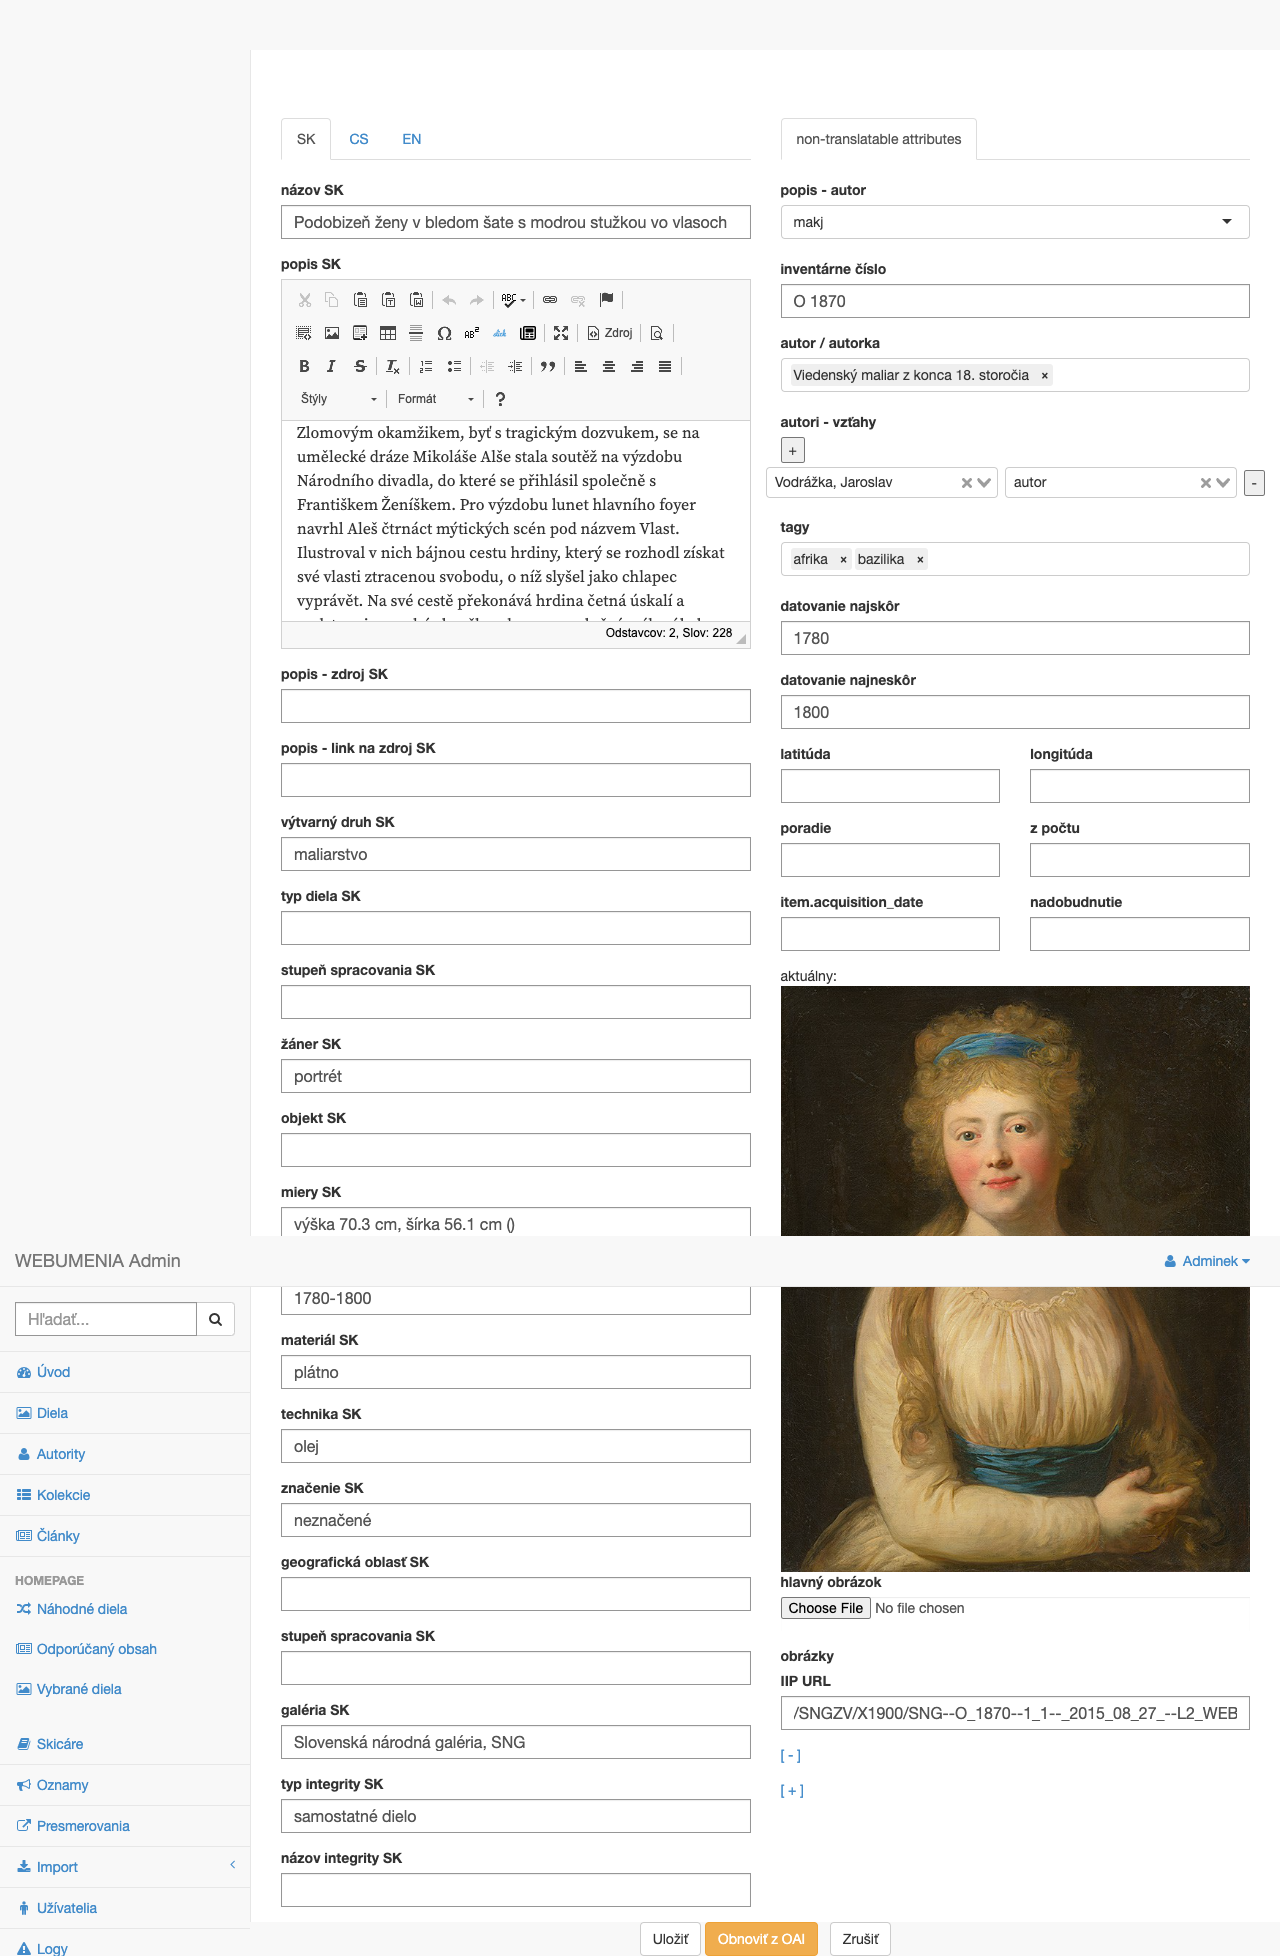 SK CS EN
názov SK
Podobizeň ženy v bledom šate s modrou stužkou vo vlasoch
popis SK
Zdroj
Štýly Formát
Zlomovým okamžikem, byť s tragickým dozvukem, se na
umělecké dráze Mikoláše Alše stala soutěž na výzdobu
Národního divadla, do které se přihlásil společně s
Františkem Ženíškem. Pro výzdobu lunet hlavního foyer
navrhl Aleš čtrnáct mýtických scén pod názvem Vlast.
Ilustroval v nich bájnou cestu hrdiny, který se rozhodl získat
své vlasti ztracenou svobodu, o níž slyšel jako chlapec
vyprávět. Na své cestě překonává hrdina četná úskalí a
Odstavcov: 2, Slov: 228
popis - zdroj SK
popis - link na zdroj SK
výtvarný druh SK
maliarstvo
typ diela SK
stupeň spracovania SK
žáner SK
portrét
objekt SK
miery SK
výška 70.3 cm, šírka 56.1 cm ()
non-translatable attributes
popis - autor
makj
inventárne číslo
O 1870
autor / autorka
Viedenský maliar z konca 18. storočia ×
autori - vzťahy
+
Vodrážka, Jaroslav autor -
tagy
afrika × bazilika ×
datovanie najskôr
1780
datovanie najneskôr
1800
latitúda longitúda
poradie z počtu
item.acquisition_date nadobudnutie
aktuálny:
WEBUMENIA Admin Adminek
Hľadať...
Úvod
Diela
Autority
Kolekcie
Články
HOMEPAGE
Náhodné diela
Odporúčaný obsah
Vybrané diela
Skicáre
Oznamy
Presmerovania
Import
Užívatelia
Logy
1780-1800
materiál SK
plátno
technika SK
olej
značenie SK
neznačené
geografická oblasť SK
stupeň spracovania SK
galéria SK
Slovenská národná galéria, SNG
typ integrity SK
samostatné dielo
názov integrity SK
hlavný obrázok
Choose File No file chosen
obrázky
IIP URL
/SNGZV/X1900/SNG--O_1870--1_1--_2015_08_27_--L2_WEB
[ - ]
[ + ]
Uložiť Obnoviť z OAI Zrušiť